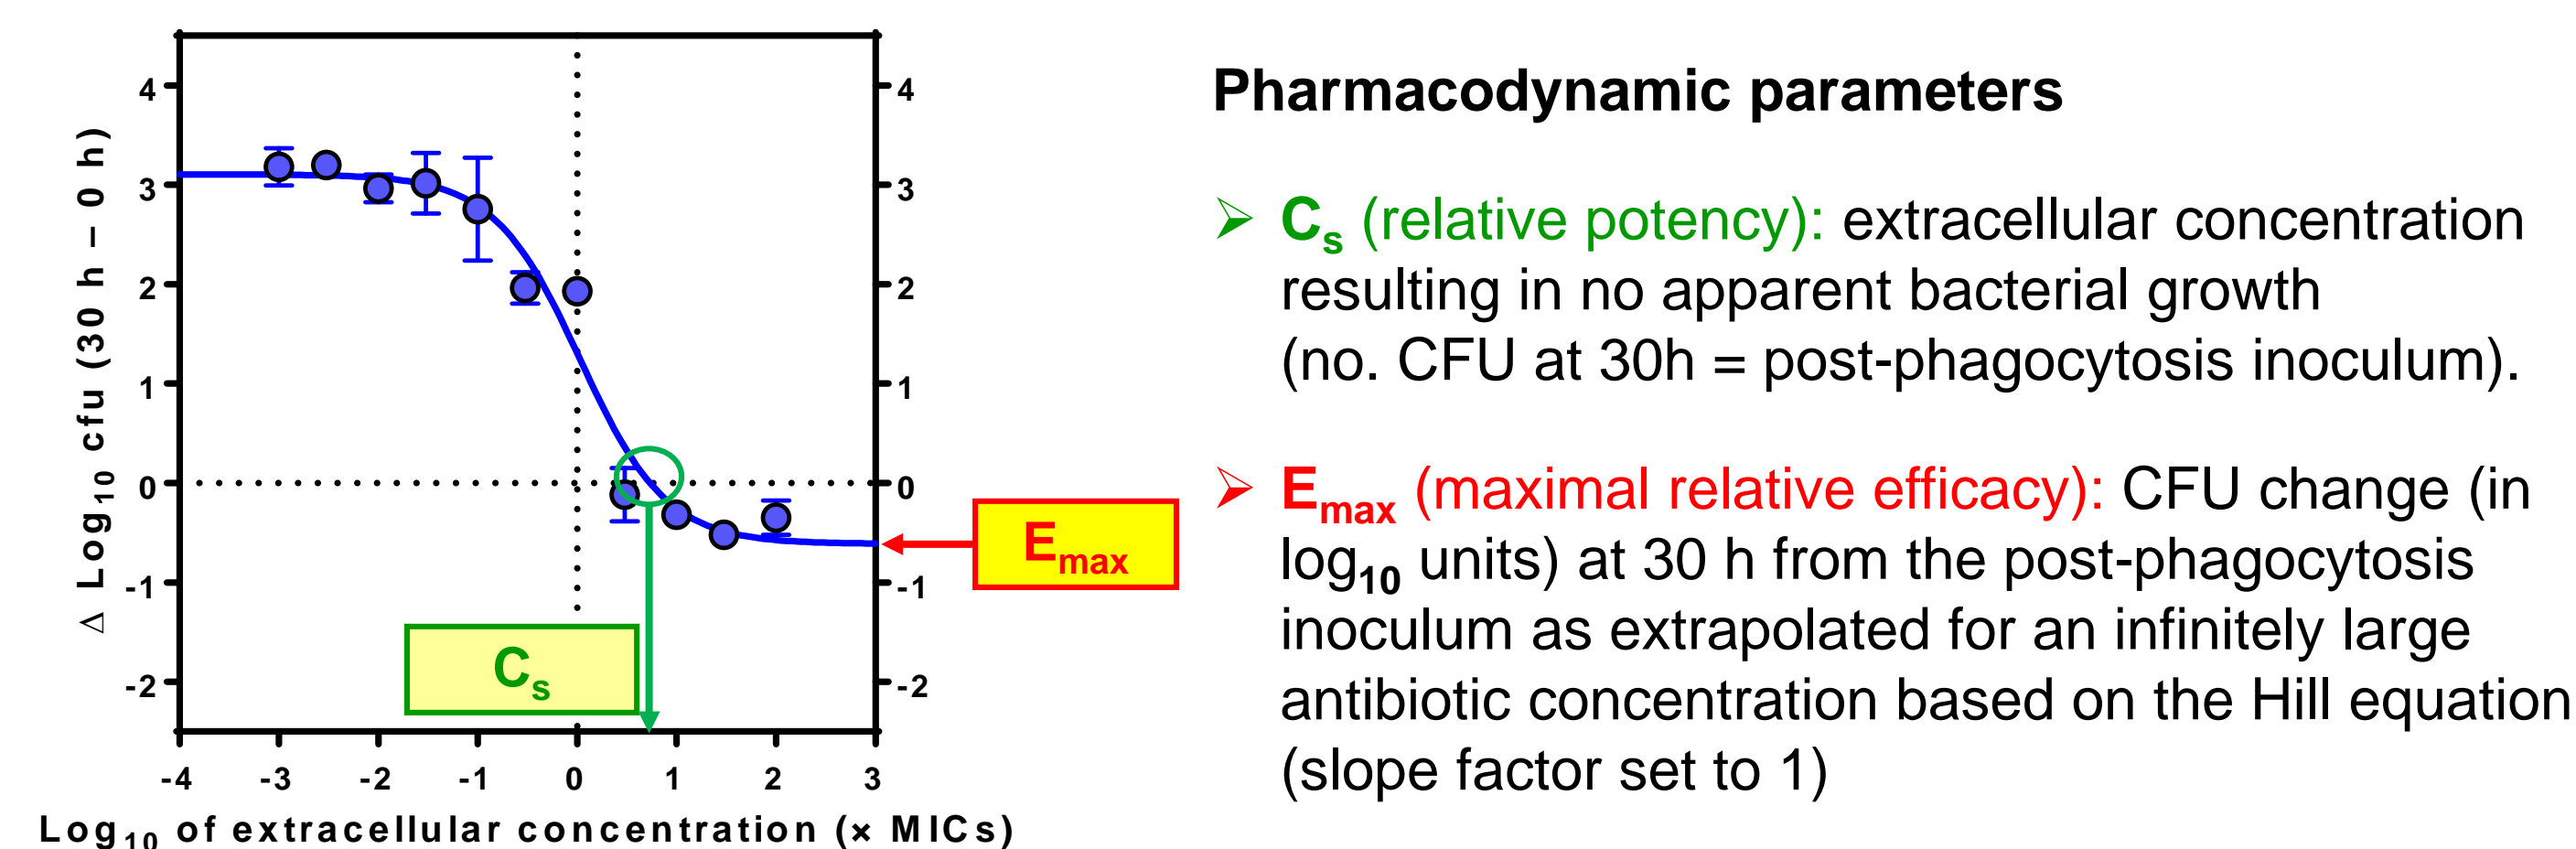 4
3
2
1
0
-1
-2
Δ Log10 cfu (30 h – 0 h)
4
3
2
1
0
-1
-2
-4 -3 -2 -1 0 1 2 3
Log10 of extracellular concentration (× MICs)
Cs
Emax
Pharmacodynamic parameters
➢ Cs (relative potency): extracellular concentration
resulting in no apparent bacterial growth
(no. CFU at 30h = post-phagocytosis inoculum).
➢ Emax (maximal relative efficacy): CFU change (in
log10 units) at 30 h from the post-phagocytosis
inoculum as extrapolated for an infinitely large
antibiotic concentration based on the Hill equation
(slope factor set to 1)